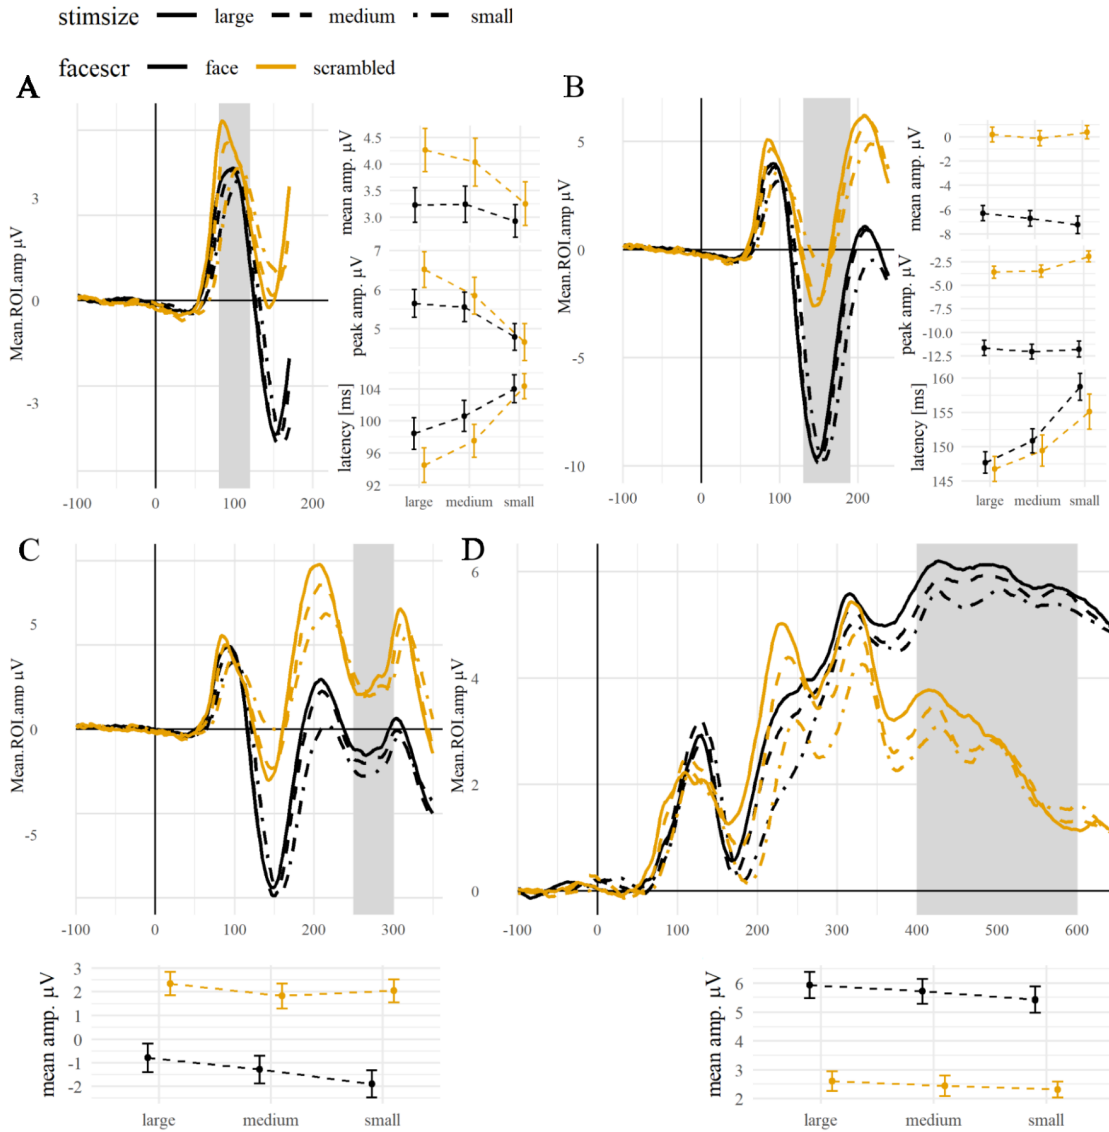 stimsize large medium small
facescr face scrambled
A
Mean.ROI.amp µV
3
0
-3
-100 0 100 200
mean amp. µV
4.5
4.0
3.5
3.0
peak amp. µV
7
6
5
latency [ms]
104
100
96
92
large medium small
B
Mean.ROI.amp µV
5
0
-5
-10
-100 0 100 200
mean amp. µV
0
-2
-4
-6
-8
peak amp. µV
-2.5
-5.0
-7.5
-10.0
-12.5
latency [ms]
160
155
150
145
large medium small
C
Mean.ROI.amp µV
5
0
-5
-100 0 100 200 300
mean amp. µV
3
2
1
0
-1
-2
large medium small
D
Mean.ROI.amp µV
6
4
2
0
-100 0 100 200 300 400 500 600
mean amp. µV
6
5
4
3
2
large medium small